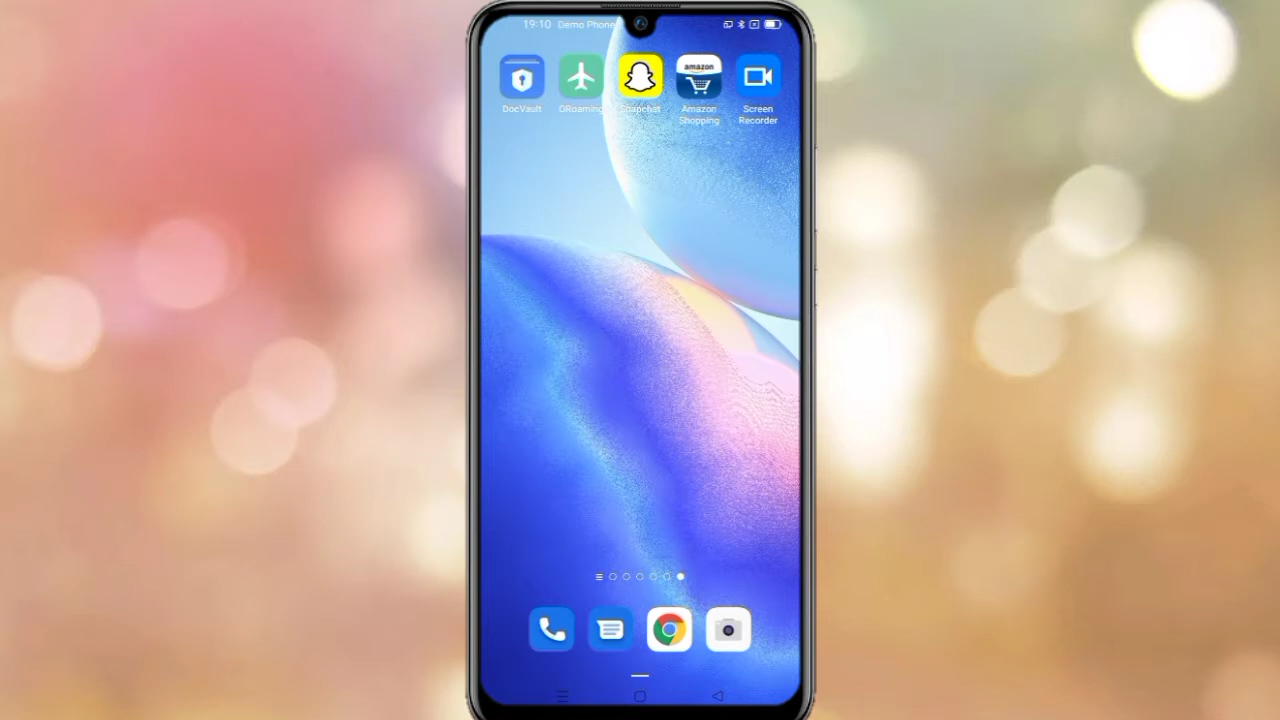 19:10 Demo Phone
amazon
DocVault
ORoaming
Snapchat
Amazon
Shopping
Screen
Recorder